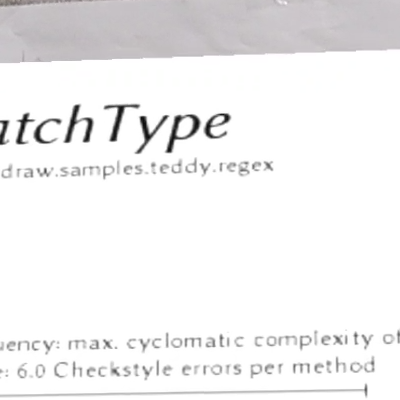 atchType
draw.samples.teddy.regex
uency: max. cyclomatic complexity of
e: 6.0 Checkstyle errors per method